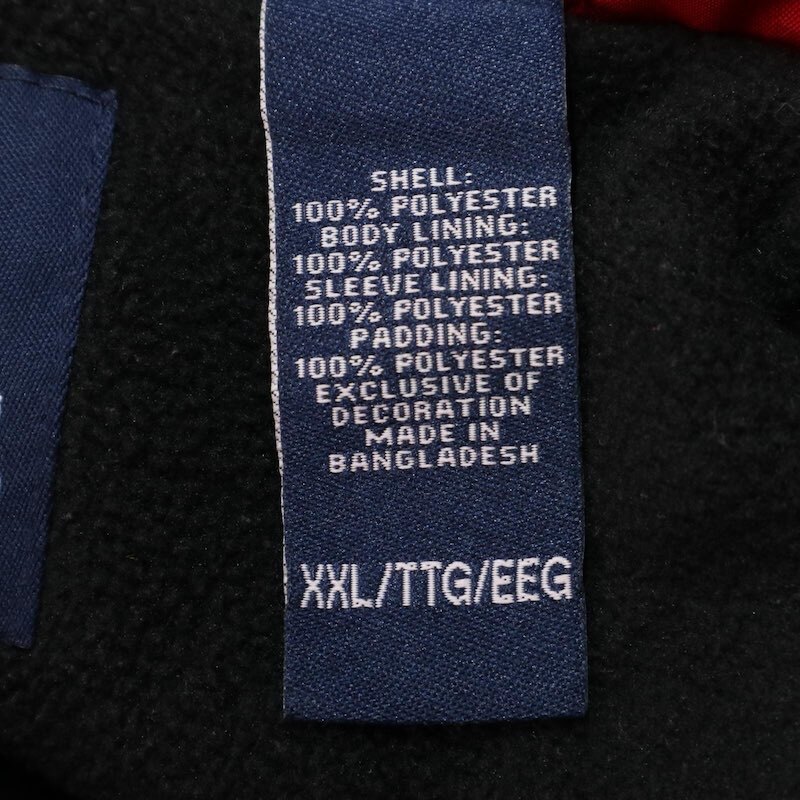 SHELL:
100% POLYESTER
BODY LINING:
100% POLYESTER
SLEEVE LINING:
100% POLYESTER
PADDING:
100% POLYESTER
EXCLUSIVE OF
DECORATION
MADE IN
BANGLADESH
XXL/TTG/EEG